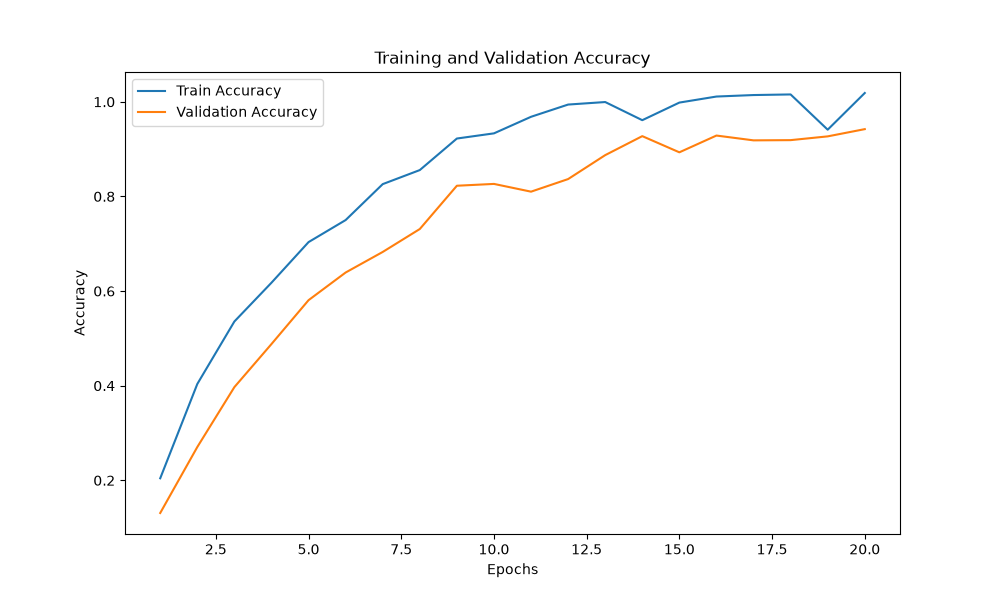 Training and Validation Accuracy
Train Accuracy
Validation Accuracy
1.0
0.8
0.6
0.4
0.2
Accuracy
2.5 5.0 7.5 10.0 12.5 15.0 17.5 20.0
Epochs